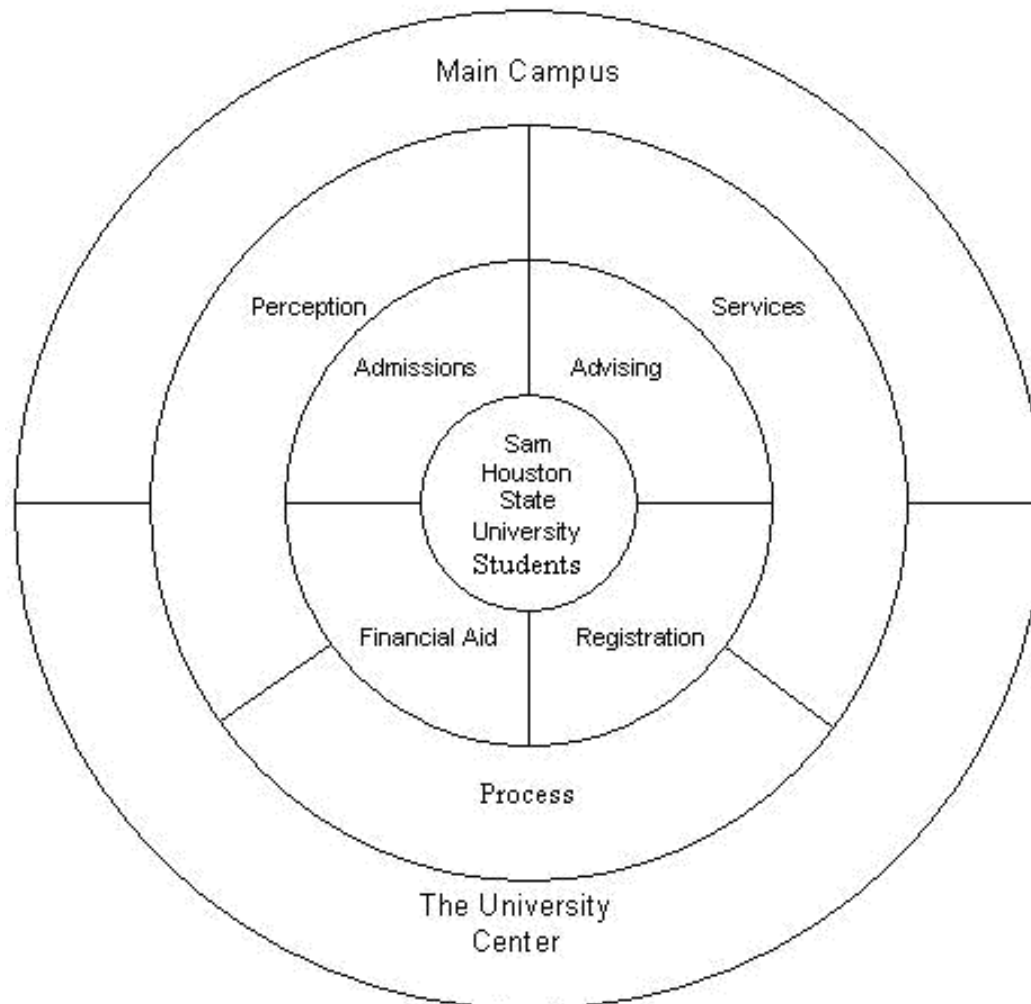 Main Campus
Perception
Services
Admissions
Advising
Sam
Houston
State
University
Students
Financial Aid
Registration
Process
The University
Center